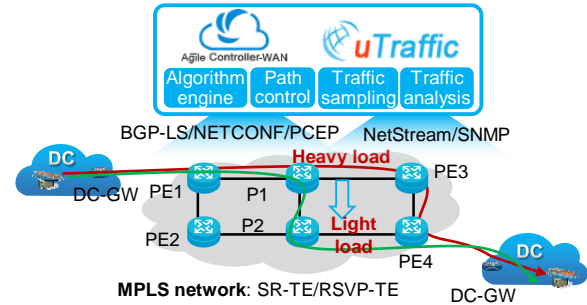 Agile Controller-WAN
uTraffic
Algorithm engine
Path control
Traffic sampling
Traffic analysis
BGP-LS/NETCONF/PCEP
NetStream/SNMP
DC
Heavy load
PE1
P1
PE3
DC-GW
PE2
P2
Light
load
PE4
DC
DC-GW
MPLS network: SR-TE/RSVP-TE